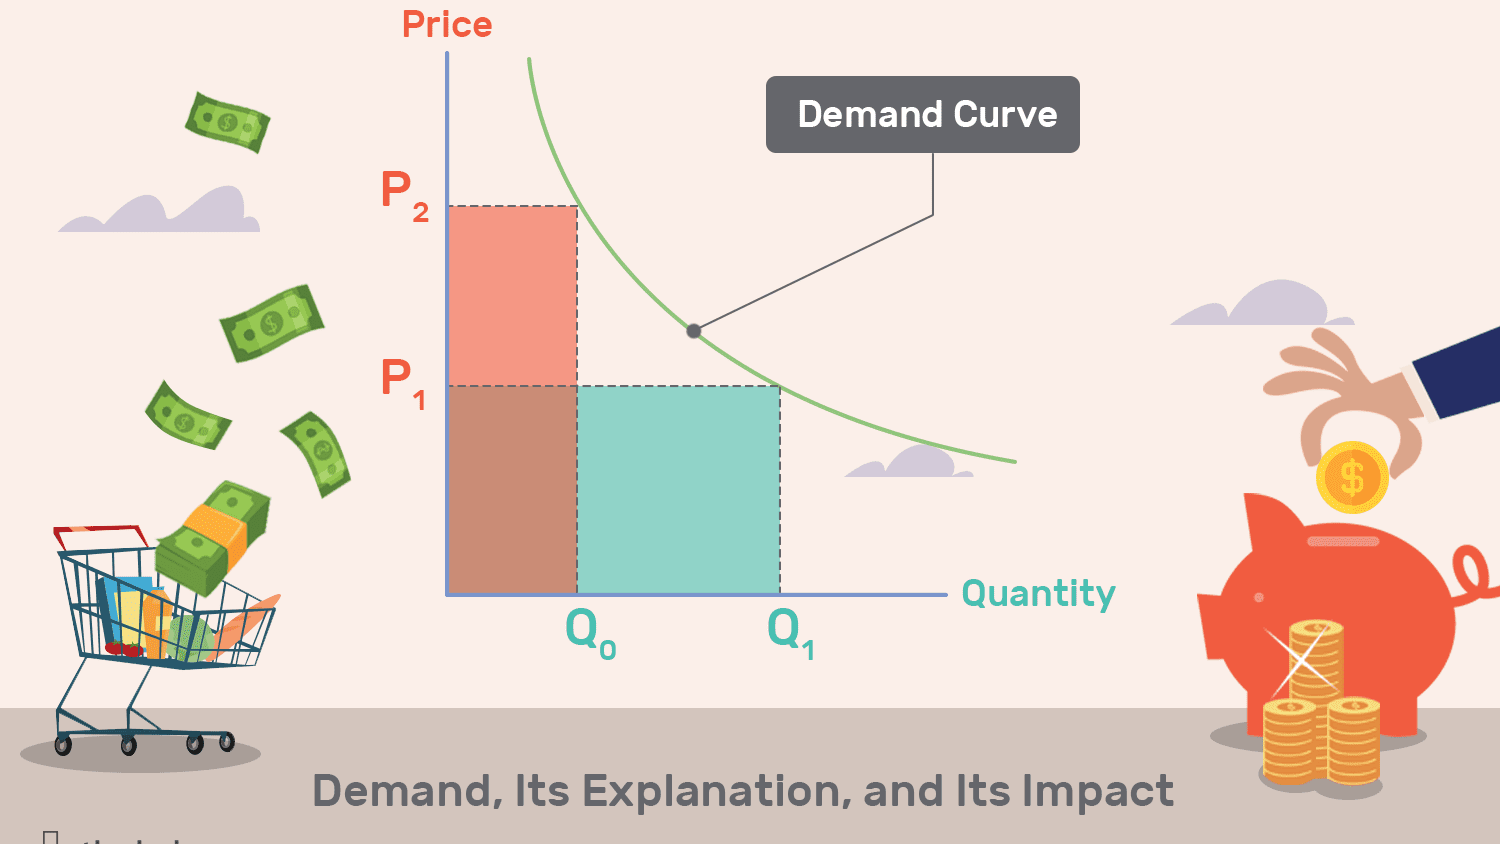 Price
Demand Curve
P2
P1
Quantity
Q0
Q1
Demand, Its Explanation, and Its Impact